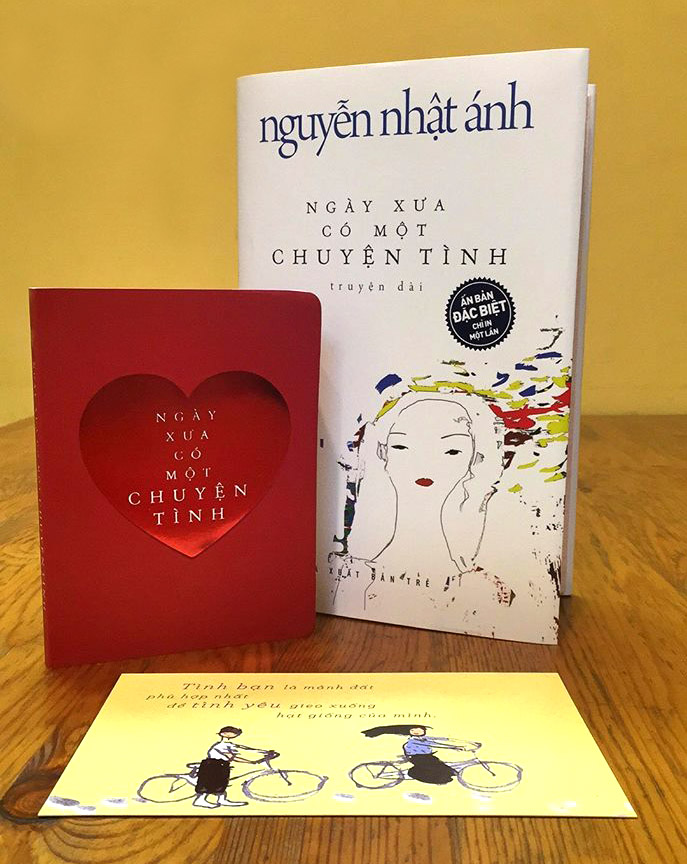 nguyễn nhật ánh
NGÀY XƯA
CÓ MỘT
CHUYỆN TÌNH
truyện dài
ẤN BẢN
ĐẶC BIỆT
CHỈ IN
MỘT LẦN
XUẤT BẢN TRẺ
NGÀY
XƯA
CÓ
MỘT
CHUYỆN
TÌNH
Tình bạn là mảnh đất
phù hợp nhất
để tình yêu gieo xuống
hạt giống của mình.